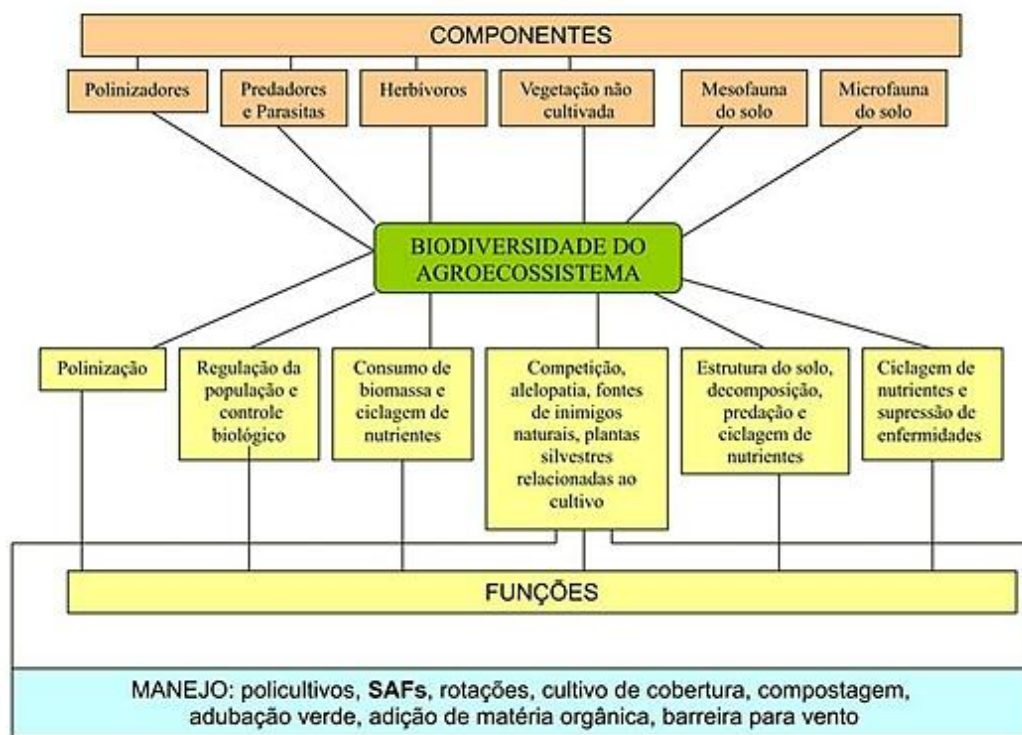 COMPONENTES
Polinizadores
Predadores
e Parasitas
Herbívoros
Vegetação não
cultivada
Mesofauna
do solo
Microfauna
do solo
BIODIVERSIDADE DO
AGROECOSSISTEMA
Polinização
Regulação da
população e
controle
biológico
Consumo de
biomassa e
ciclagem de
nutrientes
Competição,
alelopatia, fontes
de inimigos
naturais, plantas
silvestres
relacionadas ao
cultivo
Estrutura do solo,
decomposição,
predação e
ciclagem de
nutrientes
Ciclagem de
nutrientes e
supressão de
enfermidades
FUNÇÕES
MANEJO: policultivos, SAFs, rotações, cultivo de cobertura, compostagem,
adubação verde, adição de matéria orgânica, barreira para vento